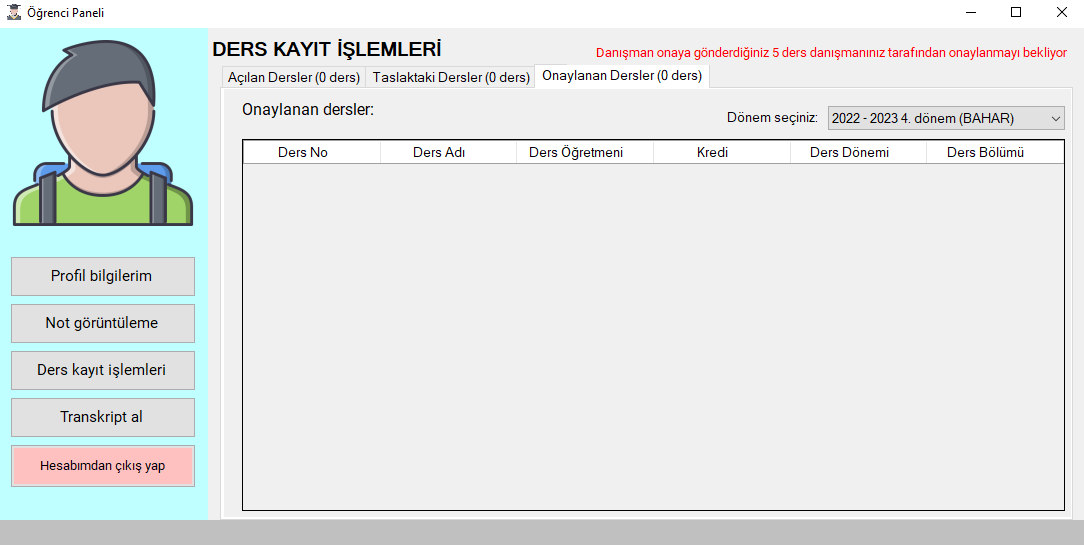 Öğrenci Paneli
DERS KAYIT İŞLEMLERİ
Danışman onaya gönderdiğiniz 5 ders danışmanınız tarafından onaylanmayı bekliyor
Açılan Dersler (0 ders) Taslaktaki Dersler (0 ders) Onaylanan Dersler (0 ders)
Onaylanan dersler:
Dönem seçiniz: 2022 - 2023 4. dönem (BAHAR)
Ders No Ders Adı Ders Öğretmeni Kredi Ders Dönemi Ders Bölümü
Profil bilgilerim
Not görüntüleme
Ders kayıt işlemleri
Transkript al
Hesabımdan çıkış yap